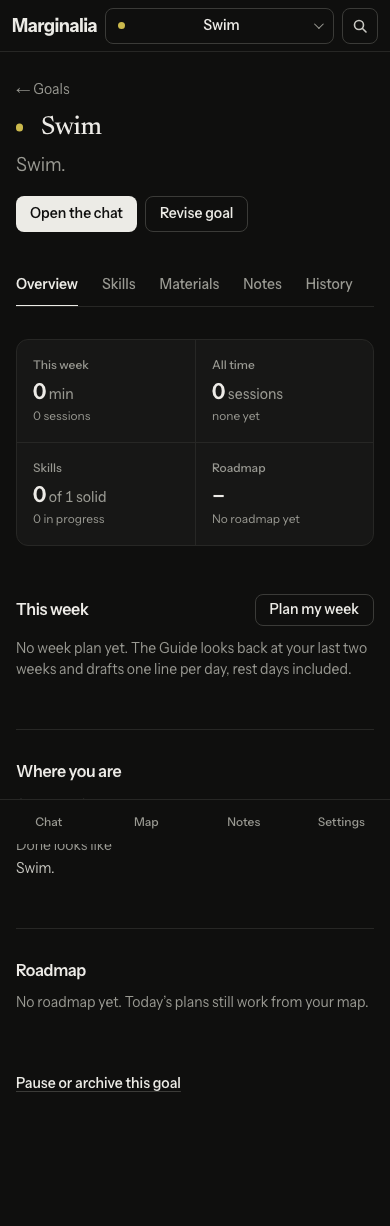 Marginalia
Swim
← Goals
Swim
Swim.
Open the chat
Revise goal
Overview
Skills
Materials
Notes
History
This week
0 min
0 sessions
All time
0 sessions
none yet
Skills
0 of 1 solid
0 in progress
Roadmap
–
No roadmap yet
This week
Plan my week
No week plan yet. The Guide looks back at your last two
weeks and drafts one line per day, rest days included.
Where you are
Chat
Map
Notes
Settings
Done looks like
Swim.
Roadmap
No roadmap yet. Today's plans still work from your map.
Pause or archive this goal